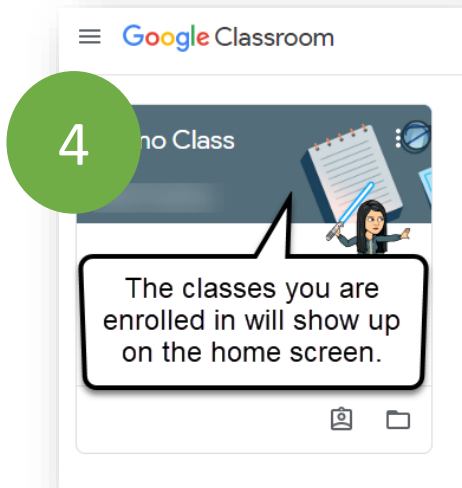 Google Classroom
4
no Class
The classes you are
enrolled in will show up
on the home screen.